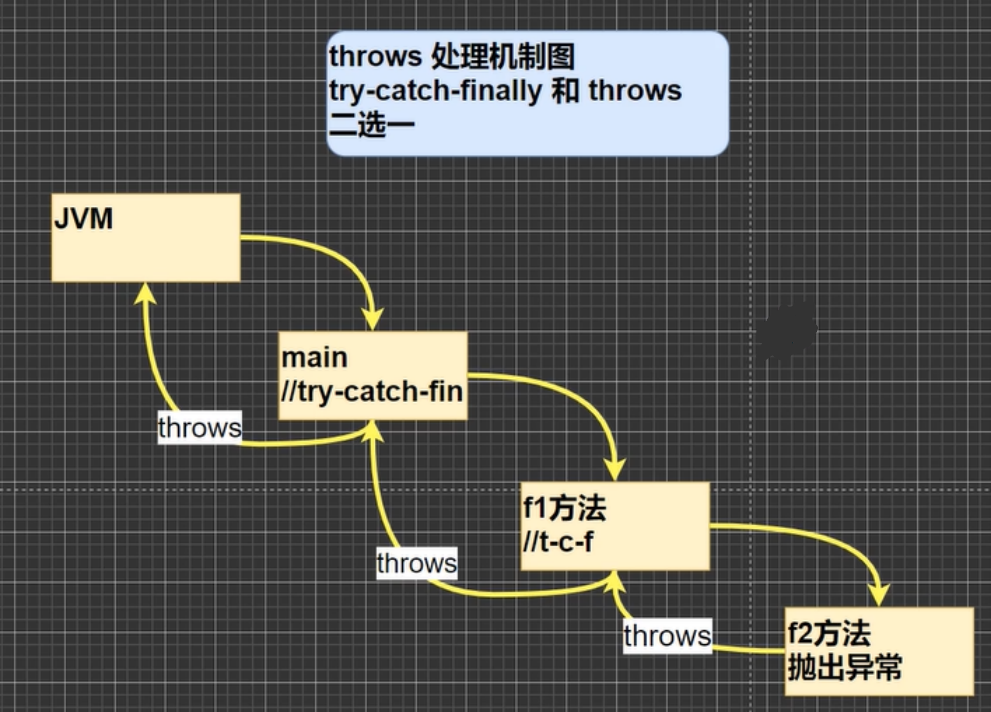 throws 处理机制图
try-catch-finally 和 throws
二选一
JVM
main
//try-catch-fin
throws
f1方法
//t-c-f
throws
f2方法
抛出异常
throws